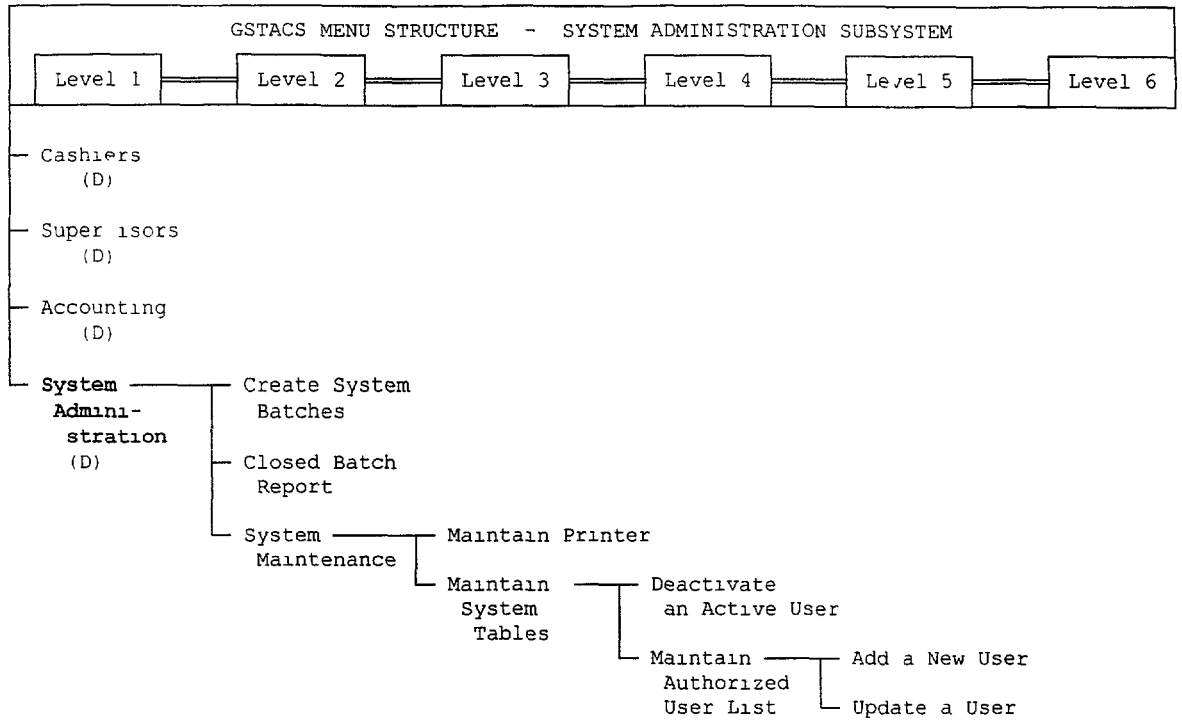 GSTACS MENU STRUCTURE - SYSTEM ADMINISTRATION SUBSYSTEM
Level 1 Level 2 Level 3 Level 4 Level 5 Level 6
Cashiers
(D)
Supervisors
(D)
Accounting
(D)
System
Admini-
stration
(D)
Create System
Batches
Closed Batch
Report
System
Maintenance
Maintain Printer
Maintain
System
Tables
Deactivate
an Active User
Maintain
Authorized
User List
Add a New User
Update a User